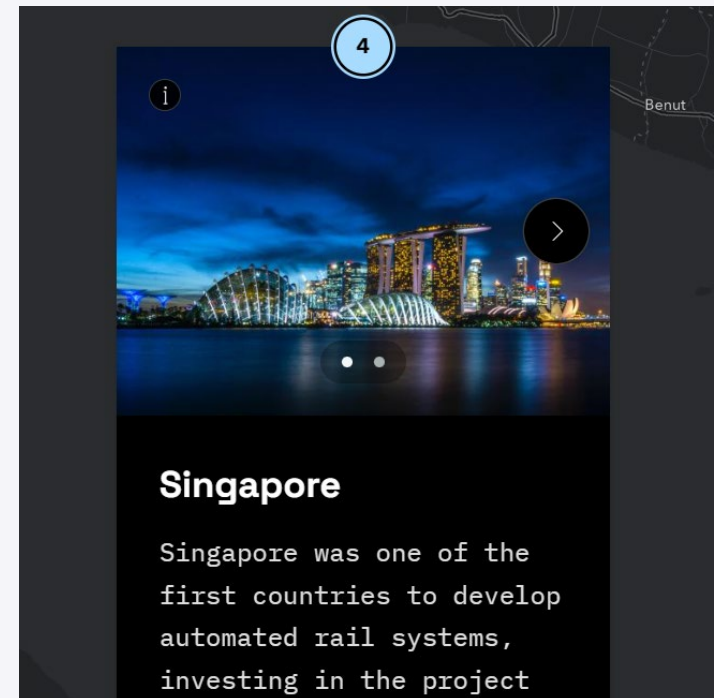 4
i
Benut
Singapore
Singapore was one of the
first countries to develop
automated rail systems,
investing in the project